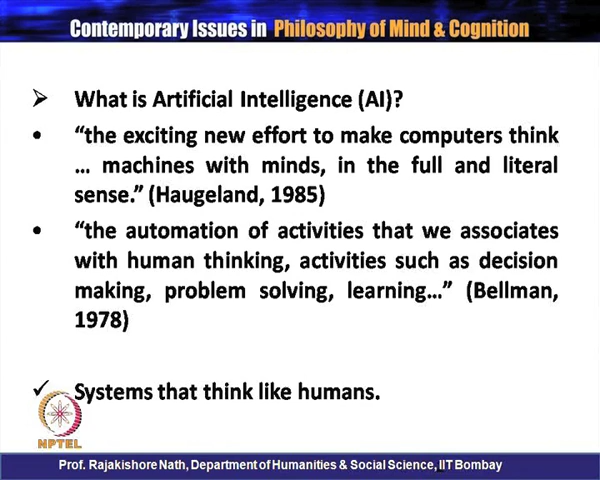 Contemporary Issues in Philosophy of Mind & Cognition
➢ What is Artificial Intelligence (AI)?
• “the exciting new effort to make computers think
… machines with minds, in the full and literal
sense.” (Haugeland, 1985)
• “the automation of activities that we associates
with human thinking, activities such as decision
making, problem solving, learning…” (Bellman,
1978)
✓ Systems that think like humans.
NPTEL
Prof. Rajakishore Nath, Department of Humanities & Social Science, IIT Bombay